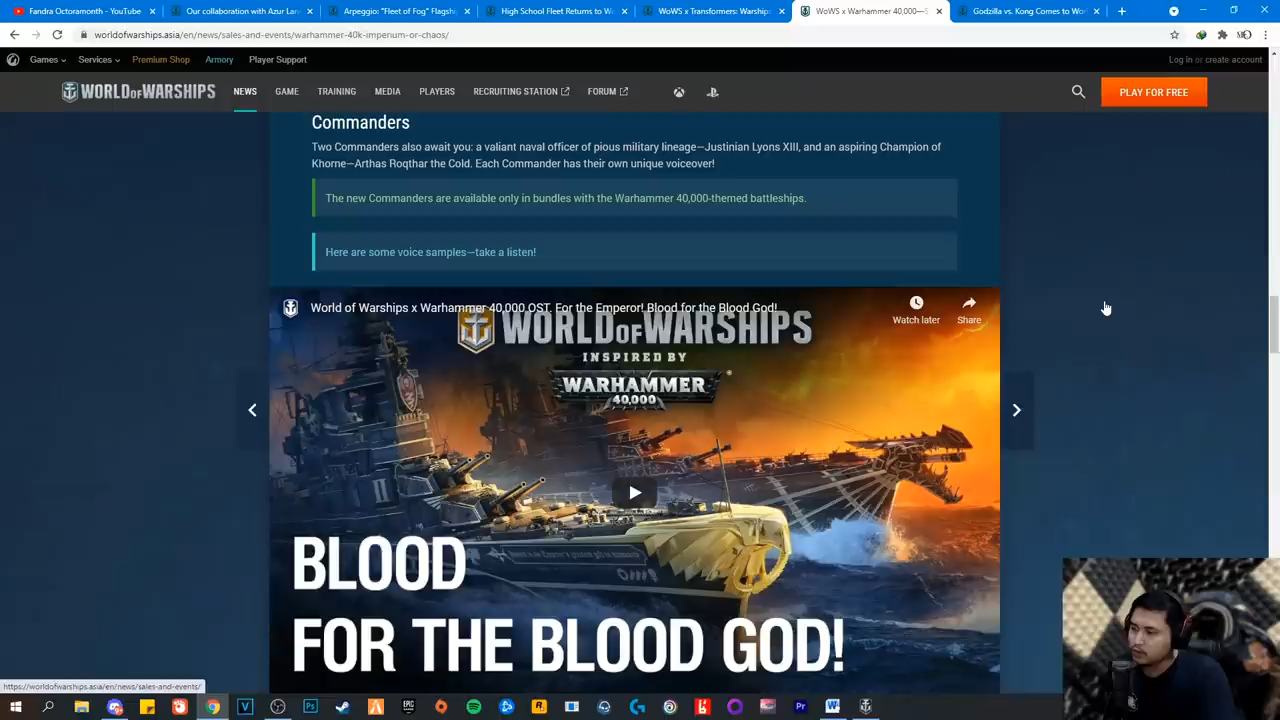 Fandra Octoramonth - YouTube
Our collaboration with Azur Lan
Arpeggio: "Fleet of Fog" Flagship
High School Fleet Returns to W
WoWS x Transformers: Warships
WoWS x Warhammer 40,000—S
Godzilla vs. Kong Comes to Wor
worldofwarships.asia/en/news/sales-and-events/warhammer-40k-imperium-or-chaos/
Games Services Premium Shop Armory Player Support Log in or create account
WORLD OF WARSHIPS NEWS GAME TRAINING MEDIA PLAYERS RECRUITING STATION FORUM PLAY FOR FREE
Commanders
Two Commanders also await you: a valiant naval officer of pious military lineage—Justinian Lyons XIII, and an aspiring Champion of
Khorne—Arthas Roqthar the Cold. Each Commander has their own unique voiceover!
The new Commanders are available only in bundles with the Warhammer 40,000-themed battleships.
Here are some voice samples—take a listen!
World of Warships x Warhammer 40,000 OST. For the Emperor! Blood for the Blood God!
Watch later Share
WORLD OF WARSHIPS
INSPIRED BY
WARHAMMER
40,000
BLOOD
FOR THE BLOOD GOD!
https://worldofwarships.asia/en/news/sales-and-events/